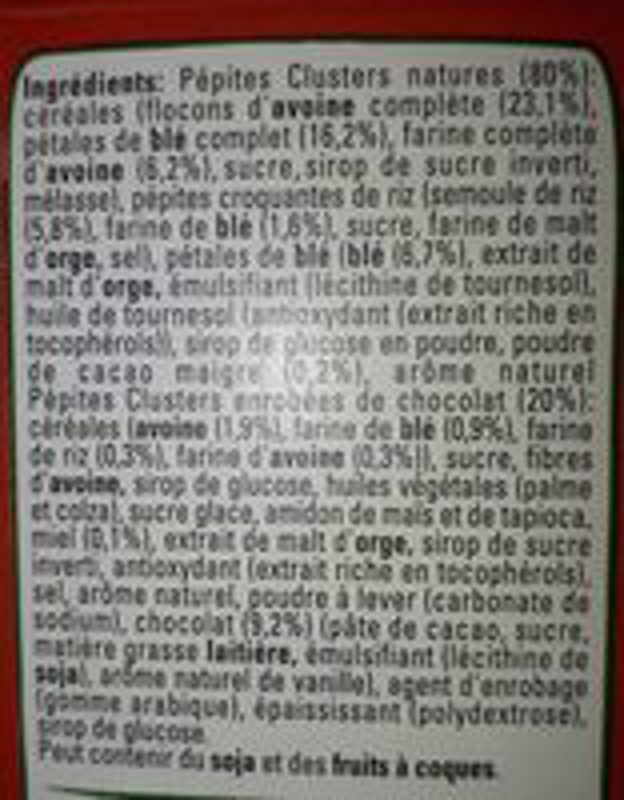 Ingrédients: Pépites Clusters natures (80%):
céréales (flocons d'avoine complète (23,1%),
pétales de blé complet (16,2%), farine complète
d'avoine (6,2%), sucre, sirop de sucre inverti,
mélasse), pépites croquantes de riz (semoule de riz
(5,8%), farine de blé (1,6%), sucre, farine de malt
d'orge, sel), pétales de blé (blé (6,7%), extrait de
malt d'orge, émulsifiant (lécithine de tournesol),
huile de tournesol (antioxydant (extrait riche en
tocophérols)), sirop de glucose en poudre, poudre
de cacao maigre (0,2%), arôme naturel
Pépites Clusters enrobées de chocolat (20%):
céréales (avoine (1,9%), farine de blé (0,9%), farine
de riz (0,3%), farine d'avoine (0,3%)), sucre, fibres
d'avoine, sirop de glucose, huiles végétales (palme
et colza), sucre glace, amidon de maïs et de tapioca,
miel (0,1%), extrait de malt d'orge, sirop de sucre
inverti, antioxydant (extrait riche en tocophérols),
sel, arôme naturel, poudre à lever (carbonate de
sodium), chocolat (9,2%) (pâte de cacao, sucre,
matière grasse laitière, émulsifiant (lécithine de
soja), arôme naturel de vanille), agent d'enrobage
(gomme arabique), épaississant (polydextrose),
sirop de glucose.
Peut contenir du soja et des fruits à coques.